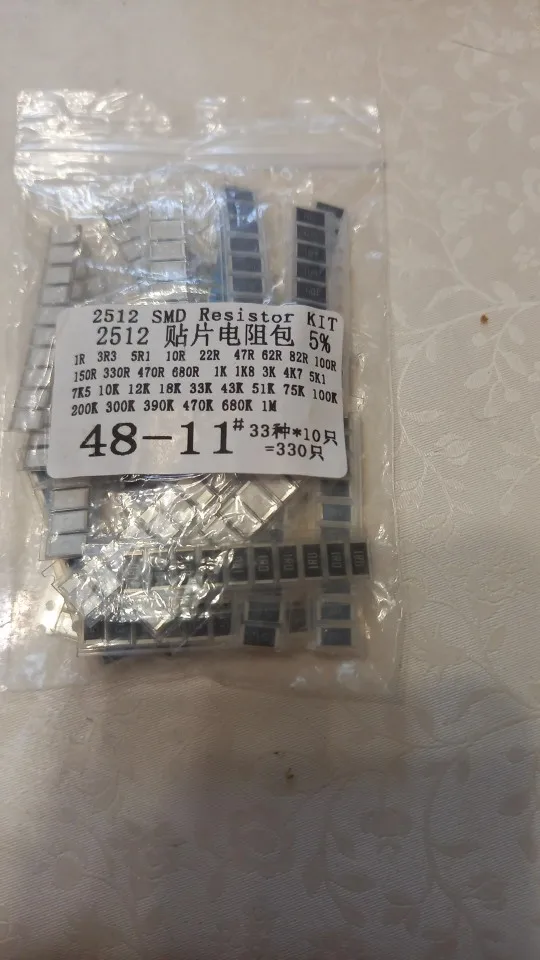 2512 SMD Resistor KIT
2512 贴片电阻包 5%
1R 3R3 5R1 10R 22R 47R 62R 82R 100R
150R 330R 470R 680R 1K 1K8 3K 4K7 5K1
7K5 10K 12K 18K 33K 43K 51K 75K 100K
200K 300K 390K 470K 680K 1M
48-11# 33种*10只
=330只